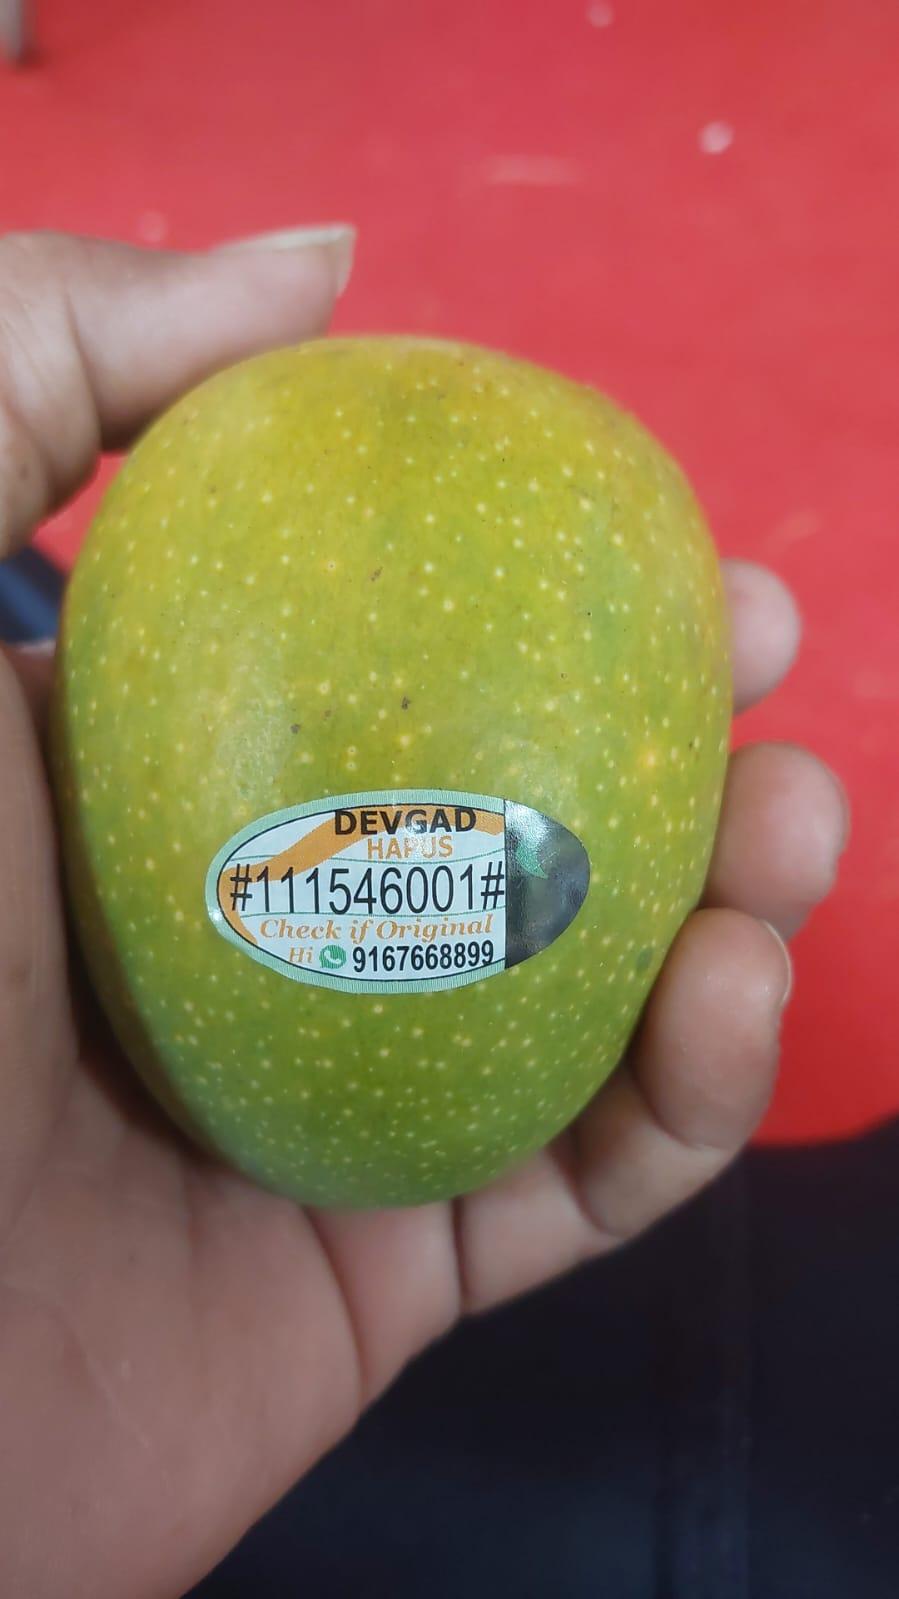 DEVGAD
HAPUS
#111546001#
Check if Original
Hi 9167668899